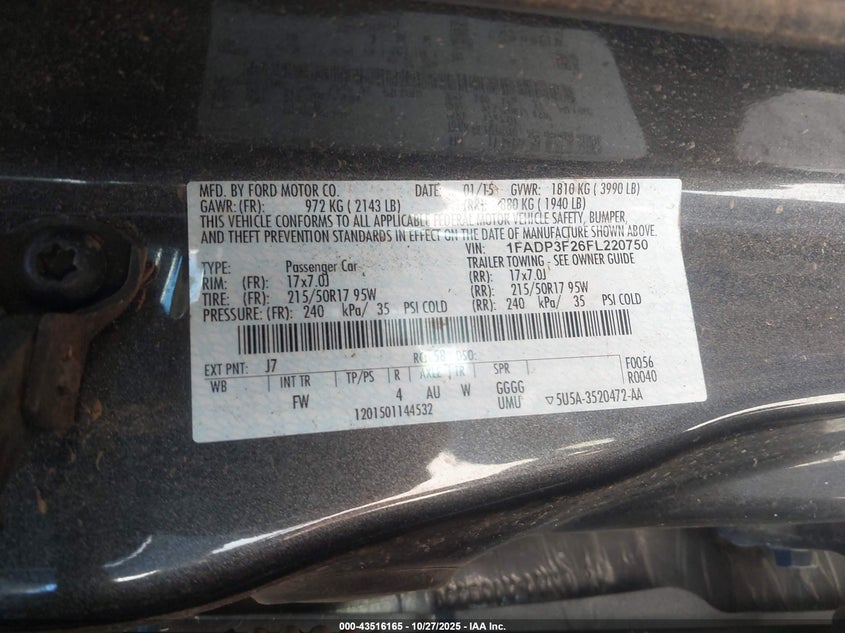 MFD. BY FORD MOTOR CO. DATE: 01/15 GVWR: 1810 KG ( 3990 LB)
GAWR: (FR): 972 KG ( 2143 LB) (RR): 880 KG ( 1940 LB)
THIS VEHICLE CONFORMS TO ALL APPLICABLE FEDERAL MOTOR VEHICLE SAFETY, BUMPER,
AND THEFT PREVENTION STANDARDS IN EFFECT ON THE DATE OF MANUFACTURE SHOWN ABOVE.
VIN: 1FADP3F26FL220750
TYPE: Passenger Car TRAILER TOWING - SEE OWNER GUIDE
RIM: (FR): 17x7.0J (RR): 17x7.0J
TIRE: (FR): 215/50R17 95W (RR): 215/50R17 95W
PRESSURE: (FR): 240 kPa/ 35 PSI COLD (RR): 240 kPa/ 35 PSI COLD
EXT PNT: J7 RC: 58 DSO: F0056
WB INT TR TP/PS R AXLE TR SPR R0040
FW 4 AU W GGGG
1201501144532 UMU ▽5U5A-3520472-AA
000-43516165 - 10/27/2025 - IAA Inc.